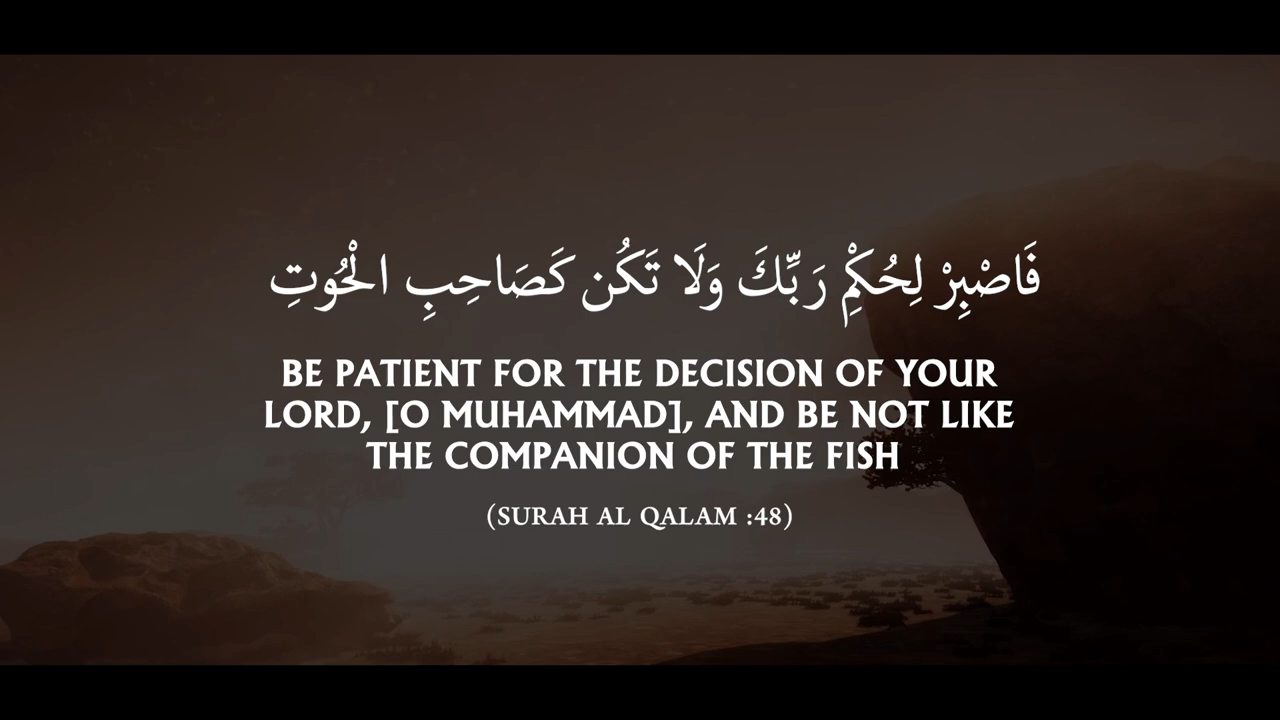 فَاصْبِرْ لِحُكْمِ رَبِّكَ وَلَا تَكُن كَصَاحِبِ الْحُوتِ
BE PATIENT FOR THE DECISION OF YOUR
LORD, [O MUHAMMAD], AND BE NOT LIKE
THE COMPANION OF THE FISH
(SURAH AL QALAM :48)